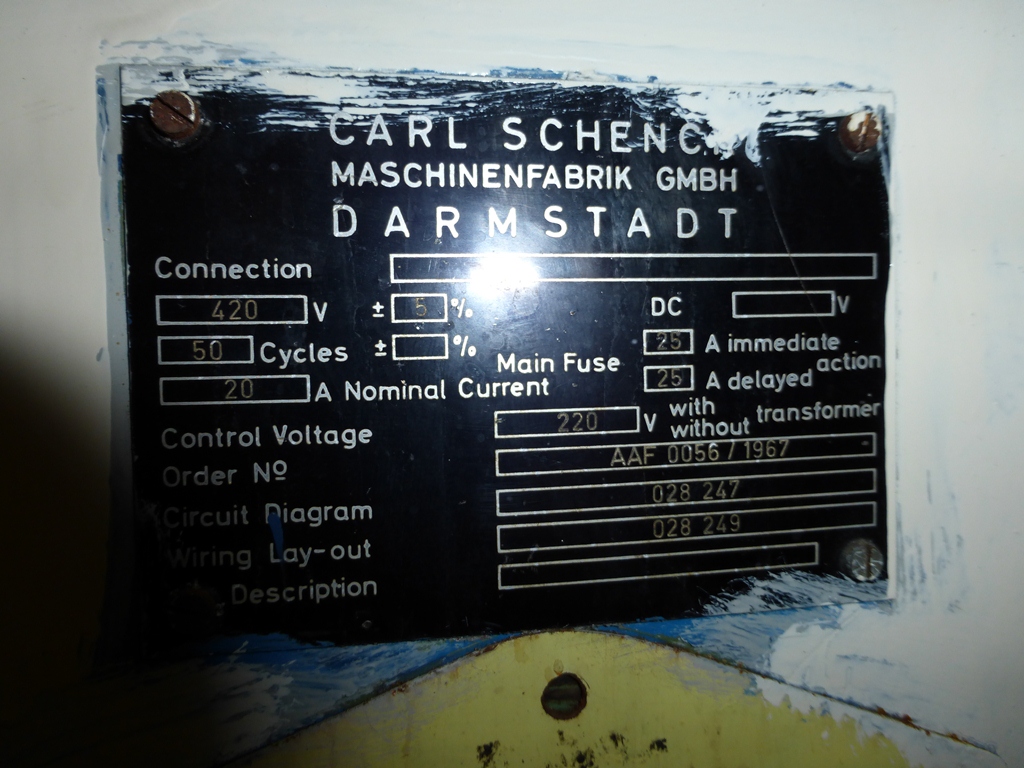 CARL SCHENCK
MASCHINENFABRIK GMBH
DARMSTADT
Connection
420 V ± 5 % DC V
50 Cycles ± % Main Fuse 25 A immediate action
20 A Nominal Current 25 A delayed
Control Voltage 220 V with without transformer
Order Nº AAF 0056 / 1967
Circuit Diagram 028 247
Wiring Lay-out 028 249
Description